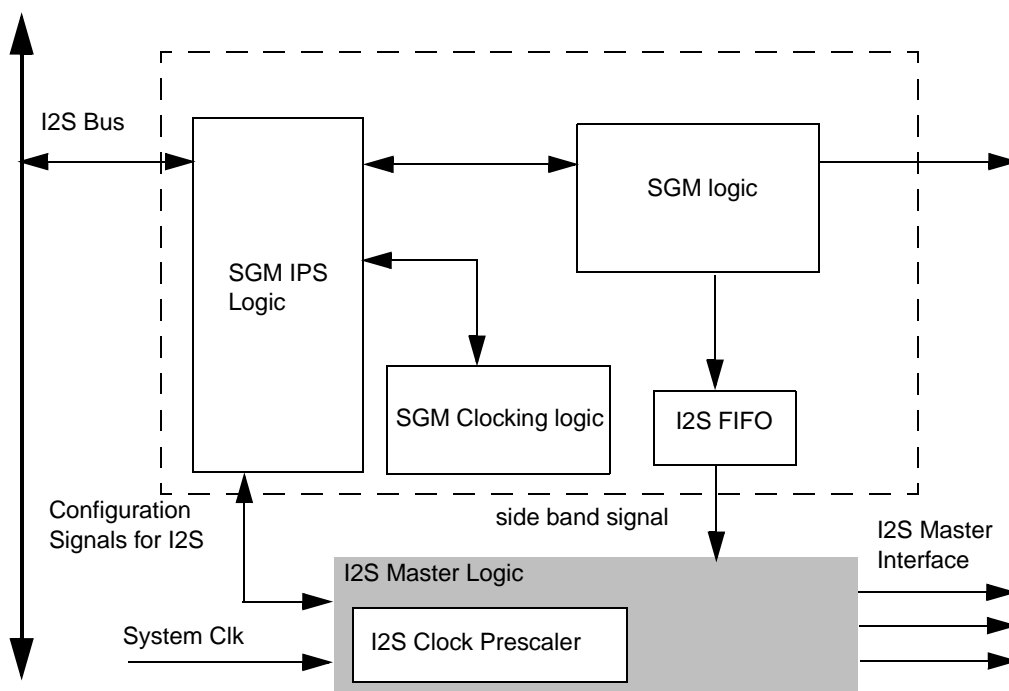 I2S Bus
SGM logic
SGM IPS
Logic
SGM Clocking logic
I2S FIFO
Configuration
Signals for I2S
side band signal
I2S Master
Interface
I2S Master Logic
System Clk
I2S Clock Prescaler